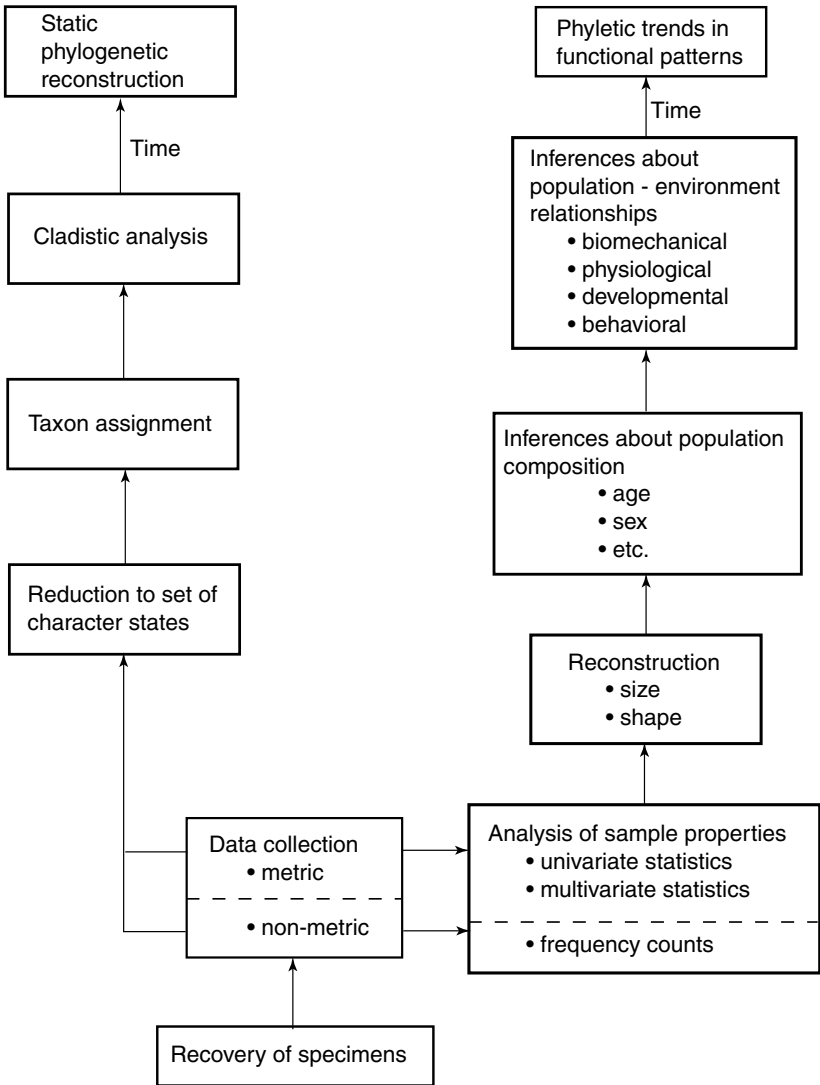 Static
phylogenetic
reconstruction
Time
Cladistic analysis
Taxon assignment
Reduction to set of
character states
Phyletic trends in
functional patterns
Time
Inferences about
population - environment
relationships
• biomechanical
• physiological
• developmental
• behavioral
Inferences about population
composition
• age
• sex
• etc.
Reconstruction
• size
• shape
Analysis of sample properties
• univariate statistics
• multivariate statistics
• frequency counts
Data collection
• metric
• non-metric
Recovery of specimens